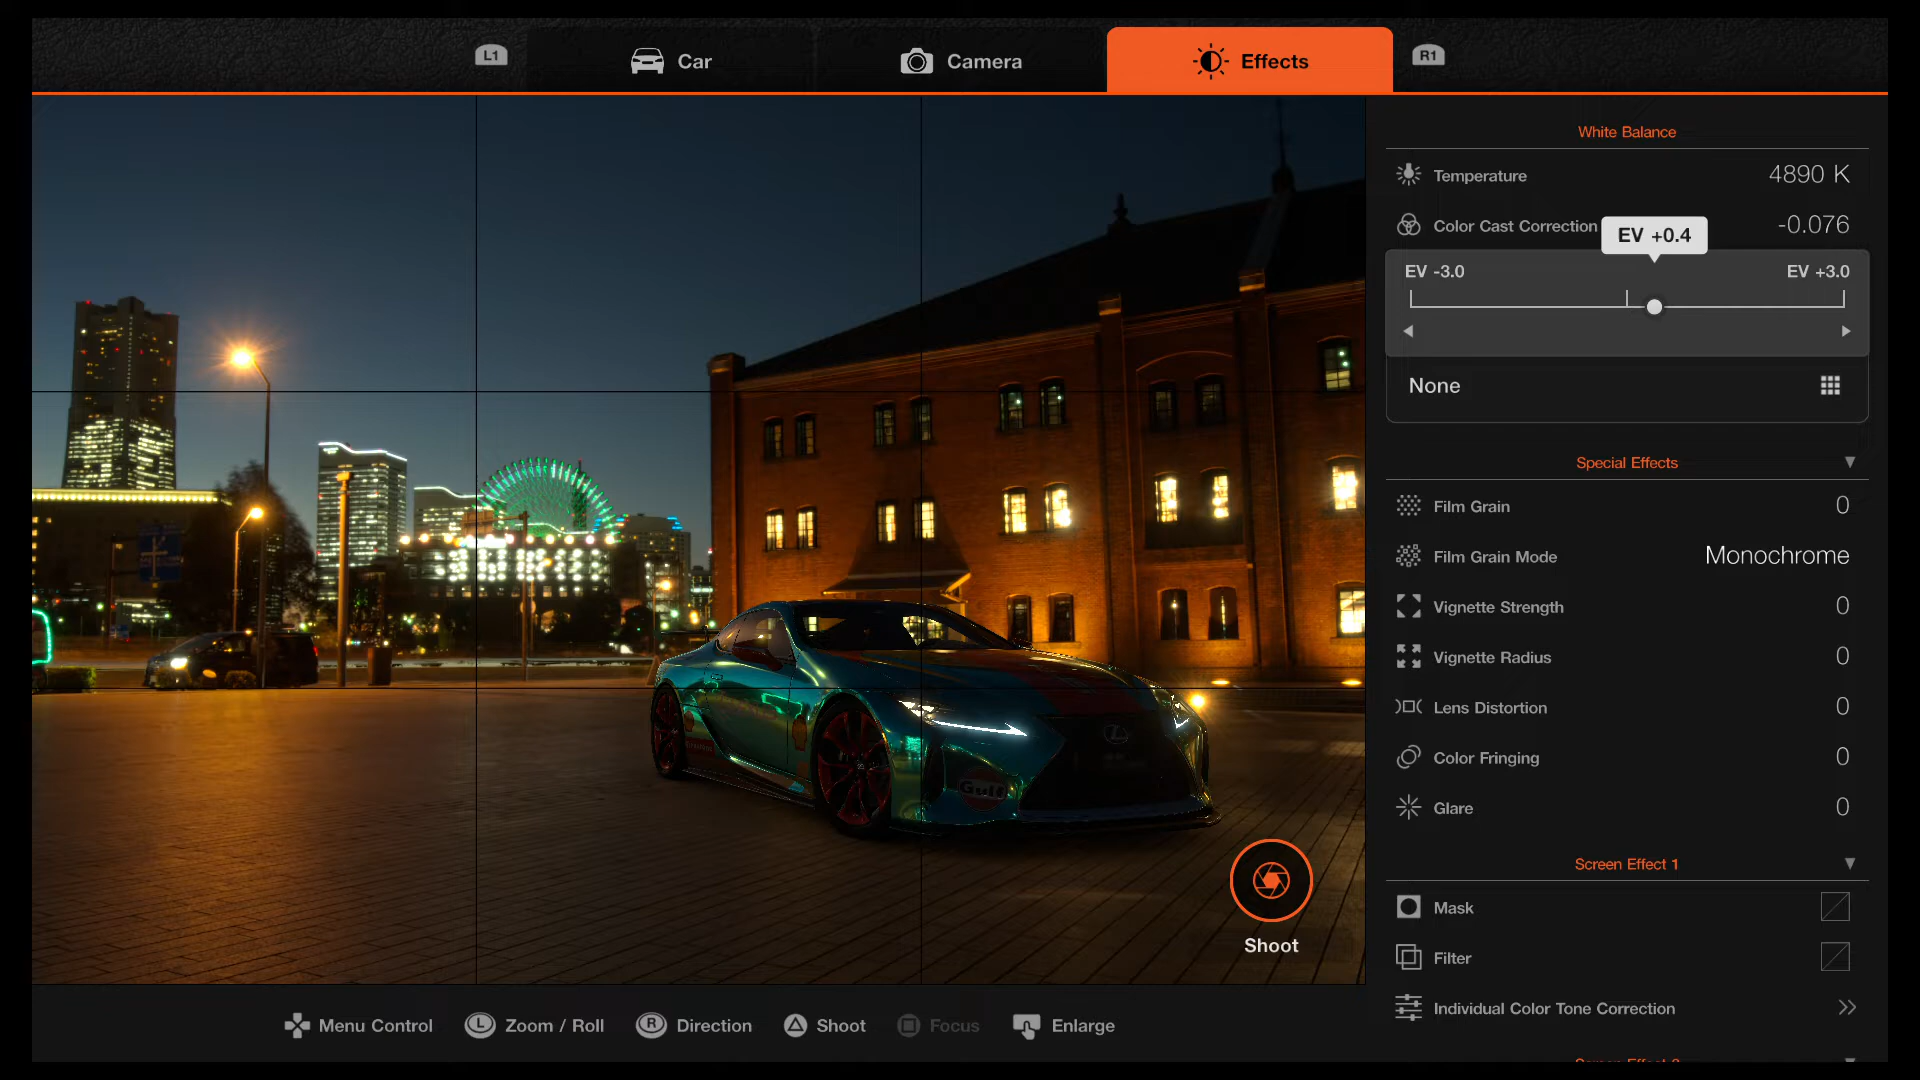 L1
Car
Camera
Effects
R1
White Balance
Temperature
4890 K
Color Cast Correction
-0.076
EV +0.4
EV -3.0
EV +3.0
None
Special Effects
Film Grain
0
Film Grain Mode
Monochrome
Vignette Strength
0
Vignette Radius
0
Lens Distortion
0
Color Fringing
0
Glare
0
Screen Effect 1
Mask
Filter
Individual Color Tone Correction
Gulf
Shoot
Menu Control
L
Zoom / Roll
R
Direction
Shoot
Focus
Enlarge